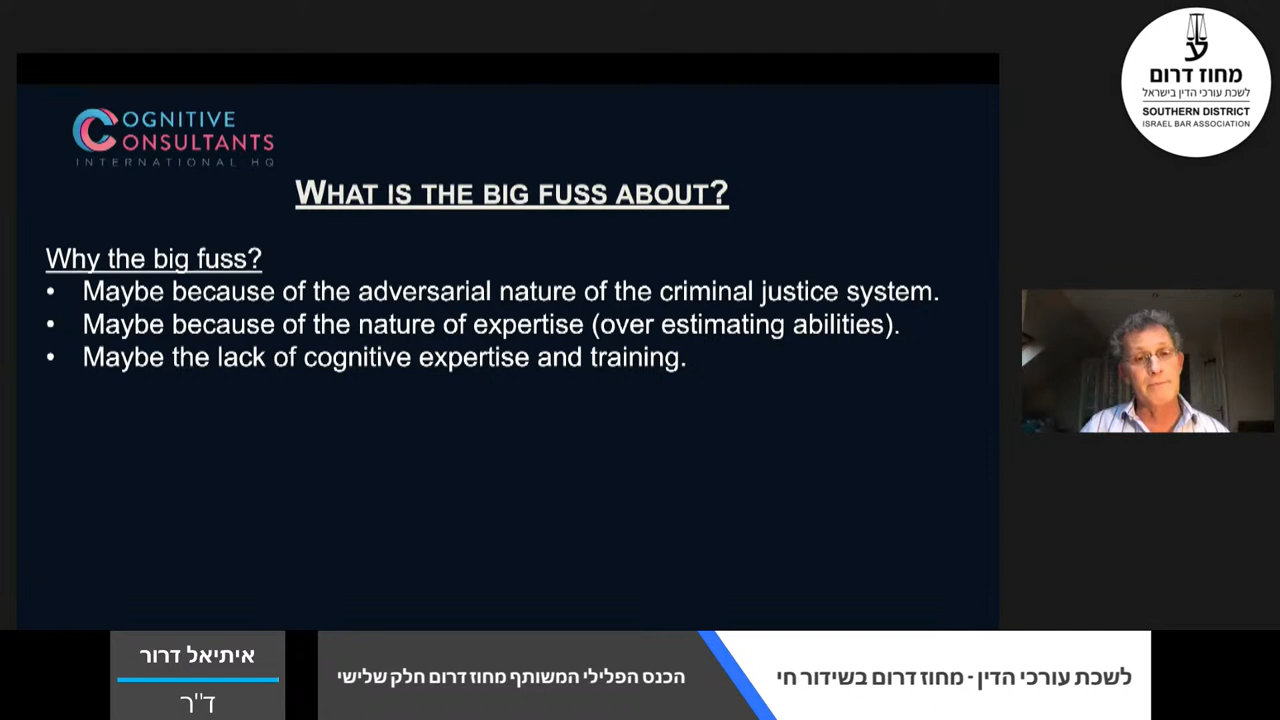 COGNITIVE
CONSULTANTS
INTERNATIONAL HQ
WHAT IS THE BIG FUSS ABOUT?
Why the big fuss?
• Maybe because of the adversarial nature of the criminal justice system.
• Maybe because of the nature of expertise (over estimating abilities).
• Maybe the lack of cognitive expertise and training.
מחוז דרום
לשכת עורכי הדין בישראל
SOUTHERN DISTRICT
ISRAEL BAR ASSOCIATION
לשכת עורכי הדין - מחוז דרום בשידור חי
הכנס הפלילי המשותף מחוז דרום חלק שלישי
איתיאל דרור
ד"ר